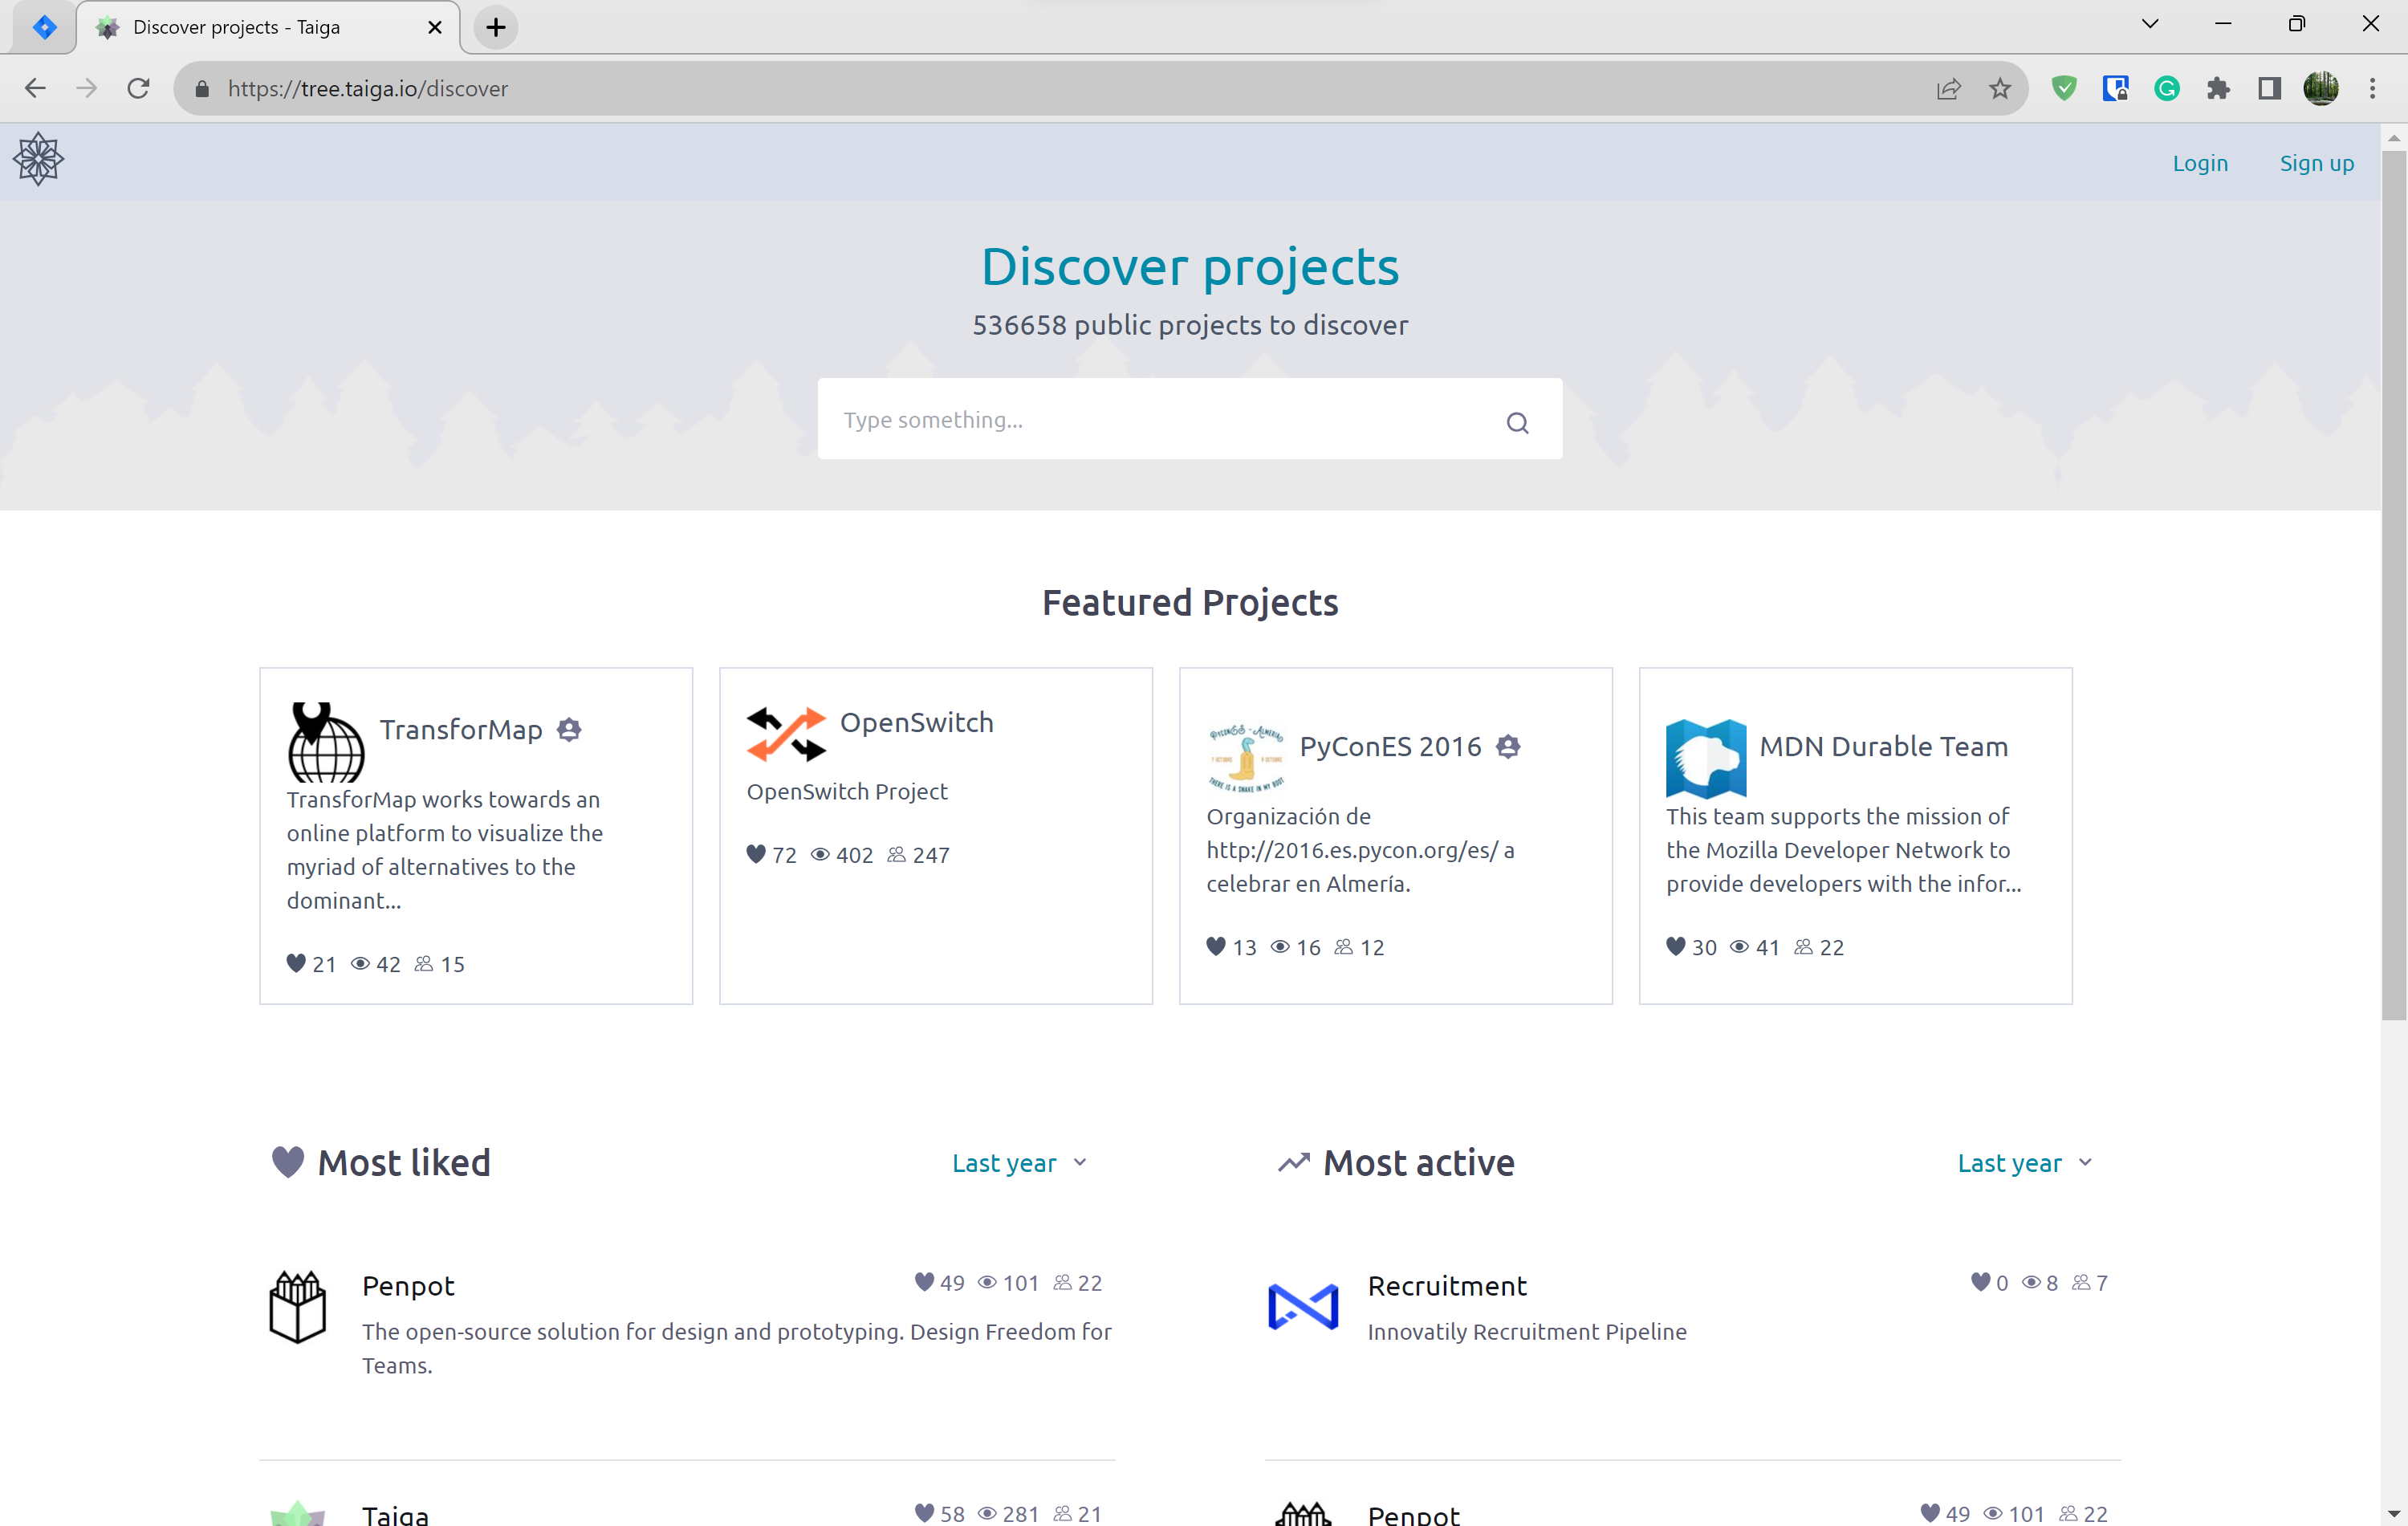 Discover projects - Taiga
https://tree.taiga.io/discover
Login
Sign up
Discover projects
536658 public projects to discover
Type something...
Featured Projects
TransforMap
TransforMap works towards an
online platform to visualize the
myriad of alternatives to the
dominant...
21 42 15
OpenSwitch
OpenSwitch Project
72 402 247
PyConES 2016
Organización de
http://2016.es.pycon.org/es/ a
celebrar en Almería.
13 16 12
MDN Durable Team
This team supports the mission of
the Mozilla Developer Network to
provide developers with the infor...
30 41 22
Most liked
Last year
Penpot
49 101 22
The open-source solution for design and prototyping. Design Freedom for
Teams.
Taiga
58 281 21
Most active
Last year
Recruitment
0 8 7
Innovatily Recruitment Pipeline
Penpot
49 101 22